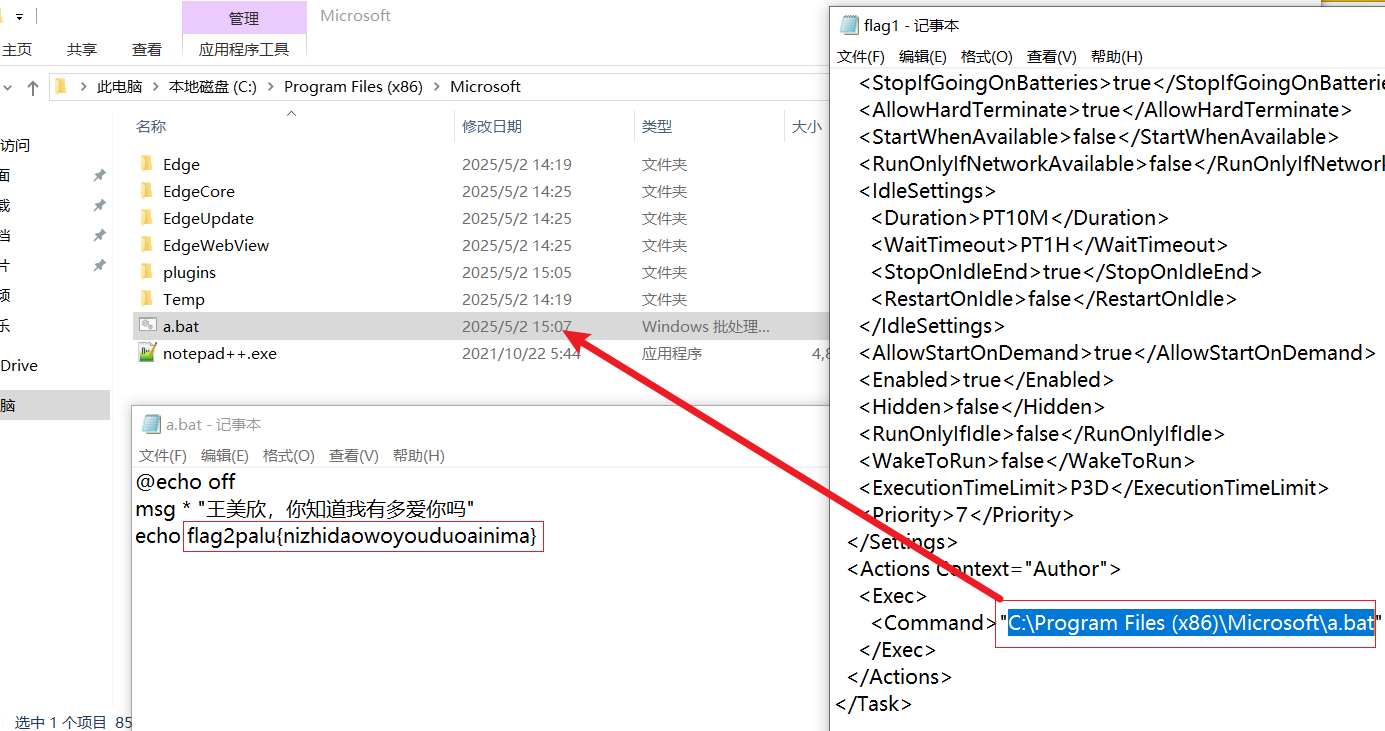 管理
Microsoft
主页
共享
查看
应用程序工具
此电脑
本地磁盘 (C:)
Program Files (x86)
Microsoft
名称
修改日期
类型
大小
访问
Edge
2025/5/2 14:19
文件夹
EdgeCore
2025/5/2 14:25
文件夹
EdgeUpdate
2025/5/2 14:25
文件夹
EdgeWebView
2025/5/2 14:25
文件夹
plugins
2025/5/2 15:05
文件夹
Temp
2025/5/2 14:19
文件夹
a.bat
2025/5/2 15:07
Windows 批处理...
notepad++.exe
2021/10/22 5:44
应用程序
4,8
面
载
档
片
频
乐
Drive
脑
选中 1 个项目 85
a.bat - 记事本
文件(F) 编辑(E) 格式(O) 查看(V) 帮助(H)
@echo off
msg * "王美欣，你知道我有多爱你吗"
echo flag2palu{nizhidaowoyouduoainima}
flag1 - 记事本
文件(F) 编辑(E) 格式(O) 查看(V) 帮助(H)
<StopIfGoingOnBatteries>true</StopIfGoingOnBatterie
<AllowHardTerminate>true</AllowHardTerminate>
<StartWhenAvailable>false</StartWhenAvailable>
<RunOnlyIfNetworkAvailable>false</RunOnlyIfNetwork
<IdleSettings>
<Duration>PT10M</Duration>
<WaitTimeout>PT1H</WaitTimeout>
<StopOnIdleEnd>true</StopOnIdleEnd>
<RestartOnIdle>false</RestartOnIdle>
</IdleSettings>
<AllowStartOnDemand>true</AllowStartOnDemand>
<Enabled>true</Enabled>
<Hidden>false</Hidden>
<RunOnlyIfIdle>false</RunOnlyIfIdle>
<WakeToRun>false</WakeToRun>
<ExecutionTimeLimit>P3D</ExecutionTimeLimit>
<Priority>7</Priority>
</Settings>
<Actions Context="Author">
<Exec>
<Command>"C:\Program Files (x86)\Microsoft\a.bat"
</Exec>
</Actions>
</Task>